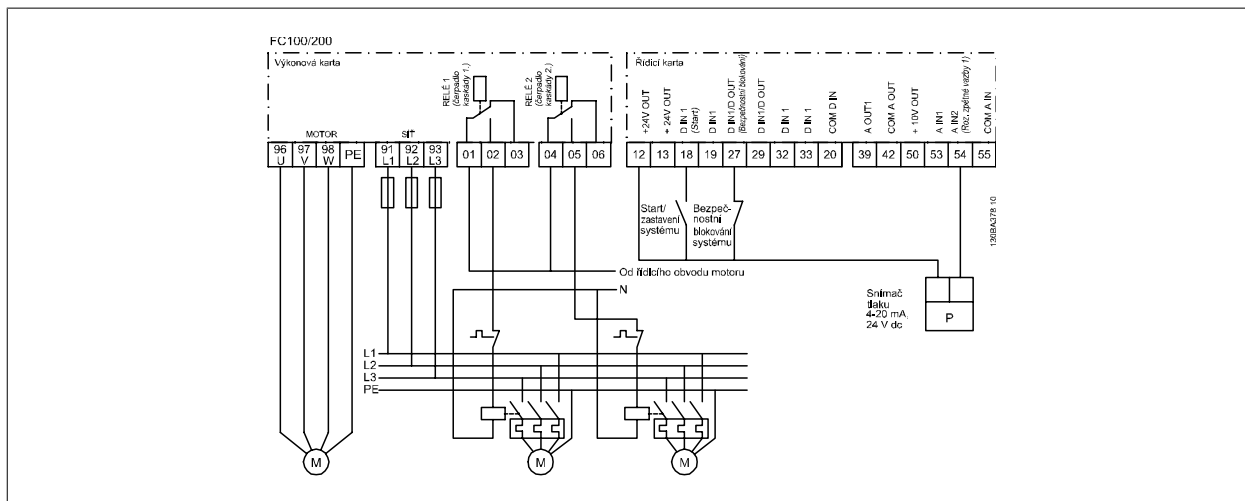 FC100/200
Výkonová karta
RELÉ 1
(čerpadlo
kaskády 1.)
RELÉ 2
(čerpadlo
kaskády 2.)
MOTOR
SÍŤ
96 97 98 PE 91 92 93 01 02 03 04 05 06
U V W L1 L2 L3
Řídicí karta
+24V OUT
+ 24V OUT
D IN 1
(Start)
D IN1
D IN1/D OUT
(Bezpečnostní blokování)
D IN1/D OUT
D IN 1
D IN 1
COM D IN
A OUT1
COM A OUT
+ 10V OUT
A IN1
A IN2
(Roz. zpětné vazby 1)
COM A IN
12 13 18 19 27 29 32 33 20 39 42 50 53 54 55
Start/
zastavení
systému
Bezpeč-
nostní
blokování
systému
130BA378.10
Od řídicího obvodu motoru
N
Snímač
tlaku
4-20 mA,
24 V dc
P
L1
L2
L3
PE
M M M